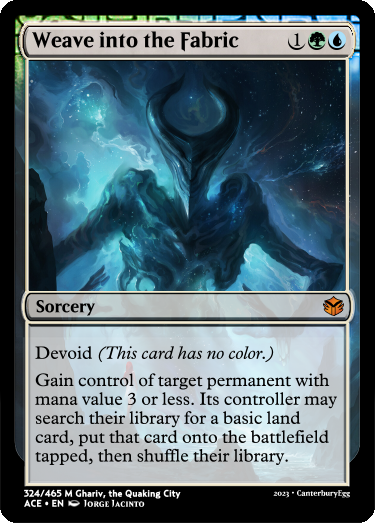 Weave into the Fabric 1
Sorcery
Devoid (This card has no color.)
Gain control of target permanent with
mana value 3 or less. Its controller may
search their library for a basic land
card, put that card onto the battlefield
tapped, then shuffle their library.
324/465 M Ghariv, the Quaking City
ACE • EN Jorge Jacinto
2023 • CanterburyEgg